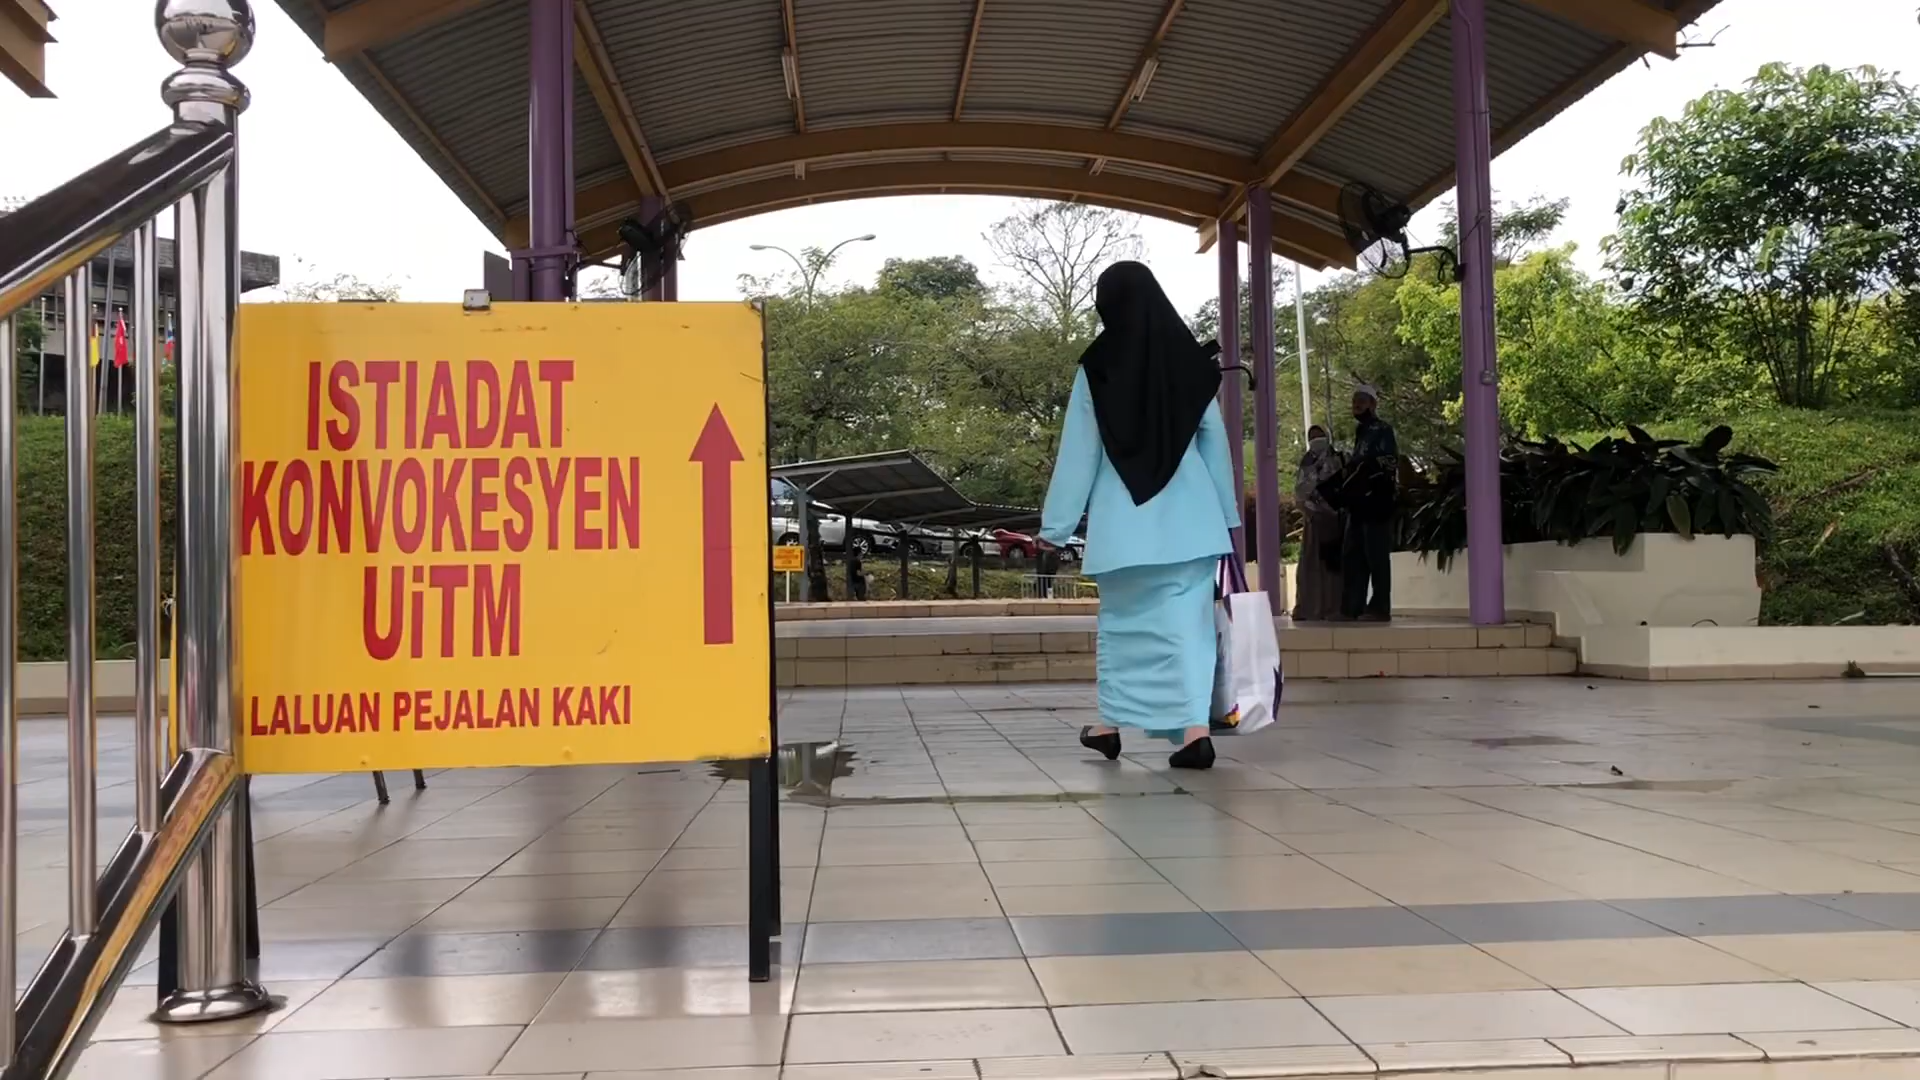 ISTIADAT
KONVOKESYEN
UiTM
LALUAN PEJALAN KAKI